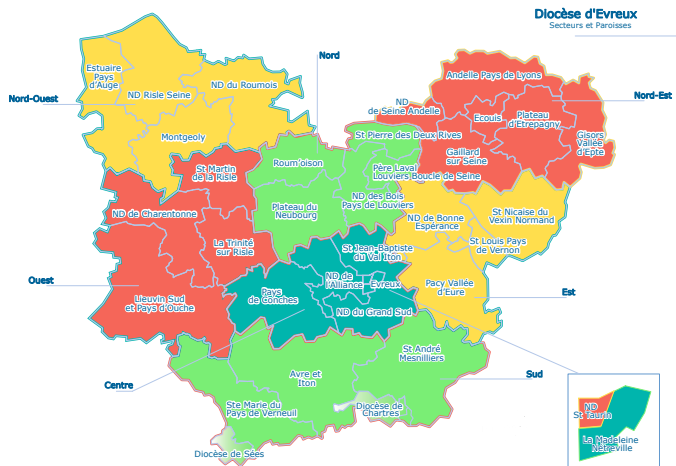 Diocèse d'Evreux
Secteurs et Paroisses
Nord
Estuaire
Pays
d'Auge
Nord-Ouest
ND Risle Seine
ND du Roumois
Montgeoly
Andelle Pays de Lyons
Nord-Est
ND
de Seine Andelle
Ecouis
Plateau
d'Etrepagny
Gisors
Vallée
d'Epte
Gaillard
sur Seine
St Pierre des Deux Rives
Roum'oison
Père Laval
Louviers Boucle de Seine
ND des Bois
Pays de Louviers
Plateau du
Neubourg
St Martin
de la Risle
ND de Charentonne
La Trinité
sur Risle
Ouest
Lieuvin Sud
et Pays d'Ouche
ND de Bonne
Espérance
St Nicaise du
Vexin Normand
St Louis Pays
de Vernon
Pacy Vallée
d'Eure
Est
St Jean-Baptiste
du Val Iton
ND de
l'Alliance
Evreux
Pays
de Conches
ND du Grand Sud
St André
Mesnilliers
Centre
Avre et
Iton
Sud
Ste Marie du
Pays de Verneuil
Diocèse de
Chartres
Diocèse de Sées
ND
St Taurin
La Madeleine
Nétreville